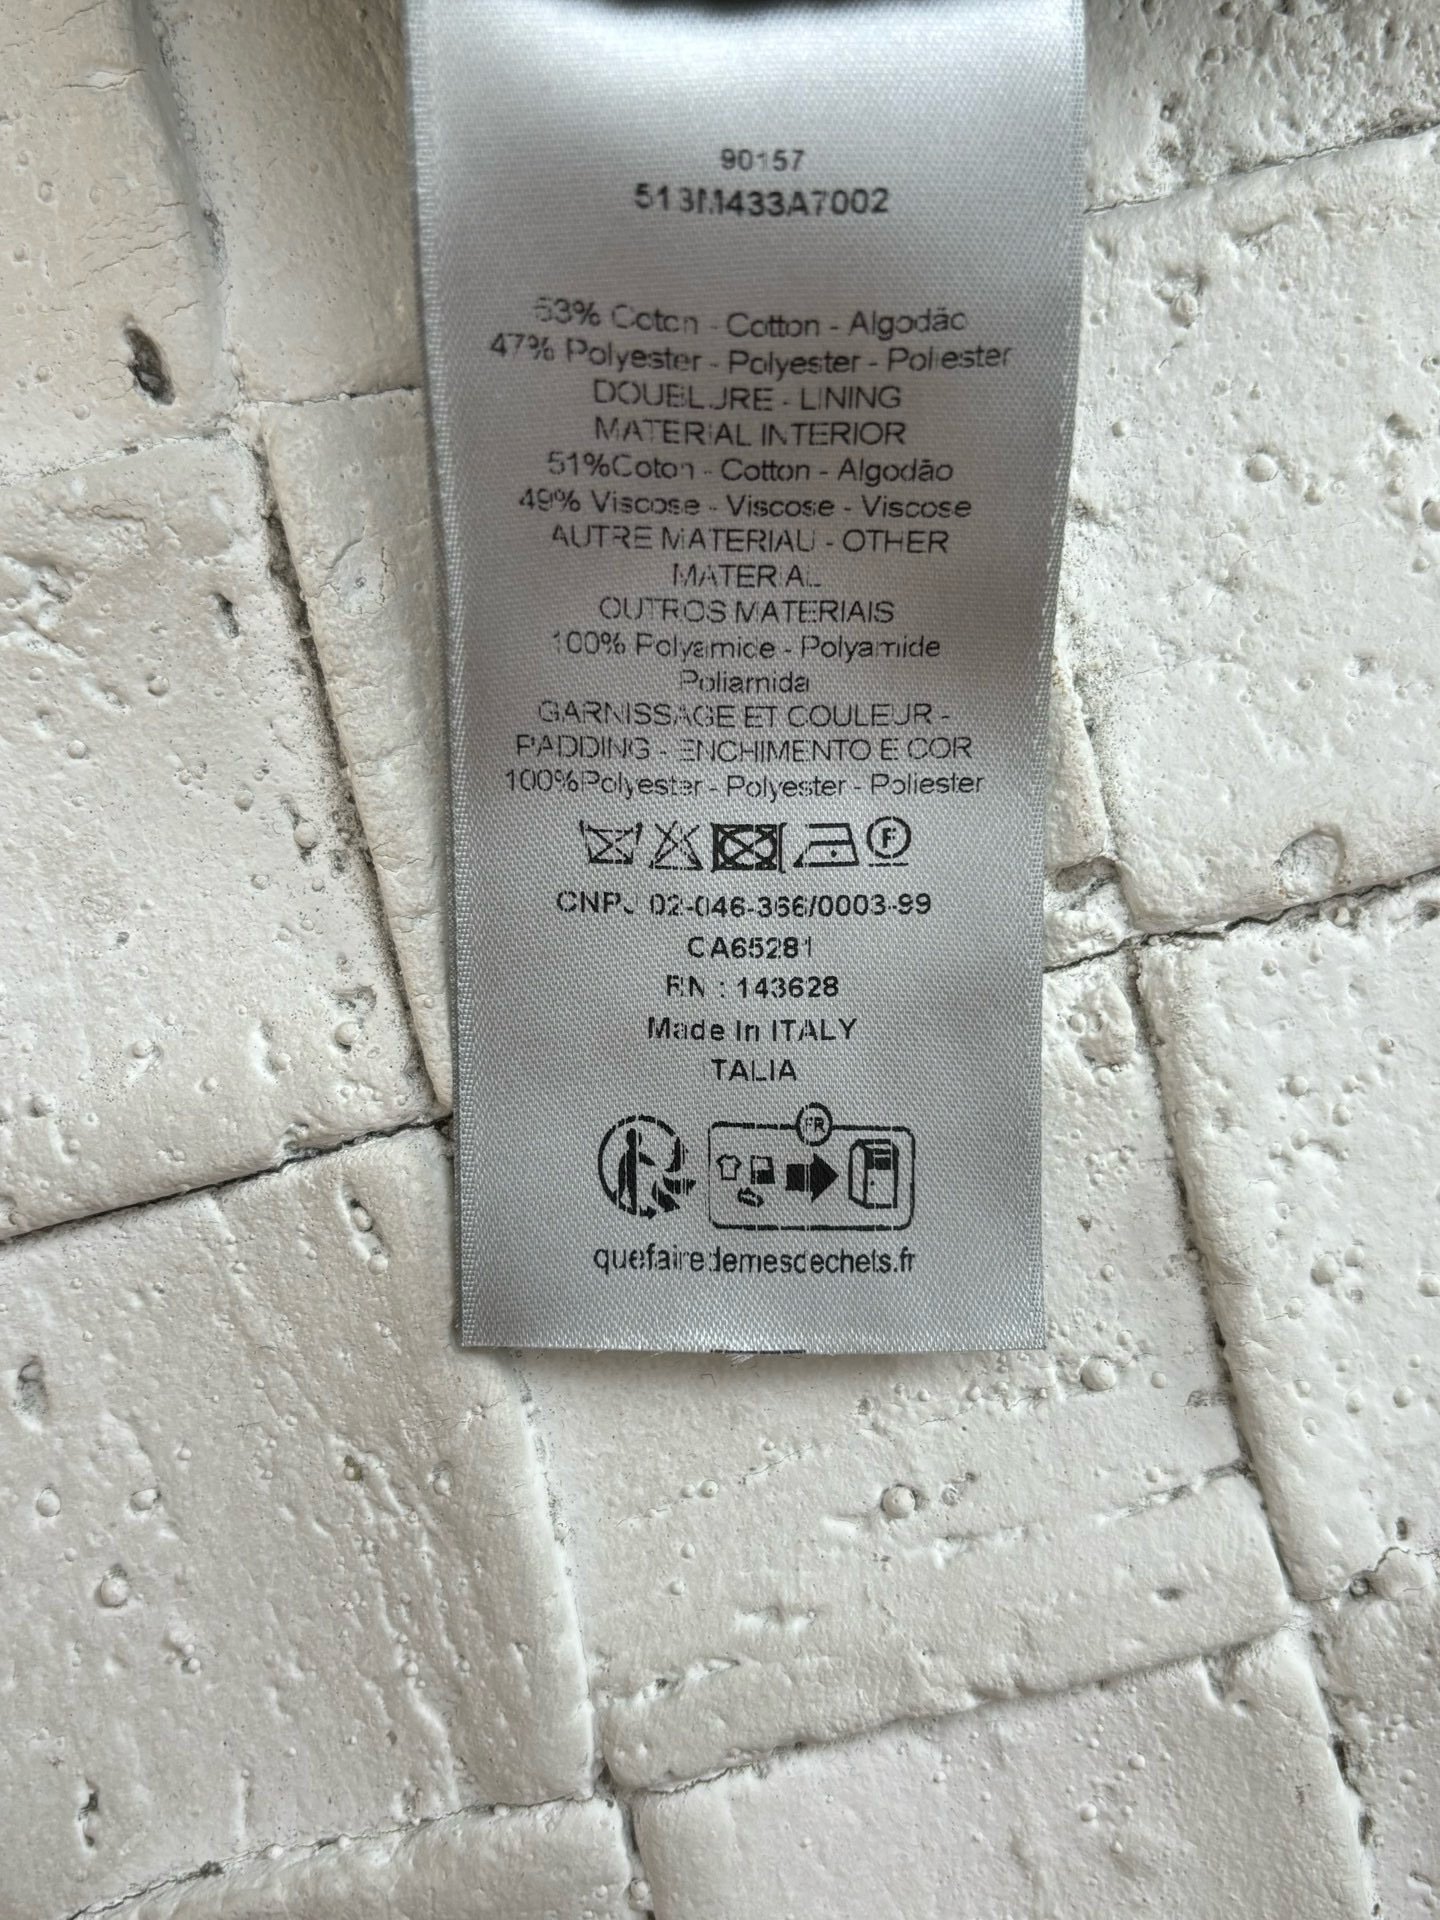 90157
513M433A7002
53% Coton - Cotton - Algodão
47% Polyester - Polyester - Poliester
DOUBLURE - LINING
MATERIAL INTERIOR
51%Coton - Cotton - Algodão
49% Viscose - Viscose - Viscose
AUTRE MATERIAU - OTHER
MATERIAL
OUTROS MATERIAIS
100% Polyamide - Polyamide
Poliamida
GARNISSAGE ET COULEUR -
PADDING - ENCHIMENTO E COR
100%Polyester - Polyester - Poliester
F
CNPJ 02-046-366/0003-99
CA65281
RN : 143628
Made In ITALY
TALIA
FR
quefairedemesdechets.fr